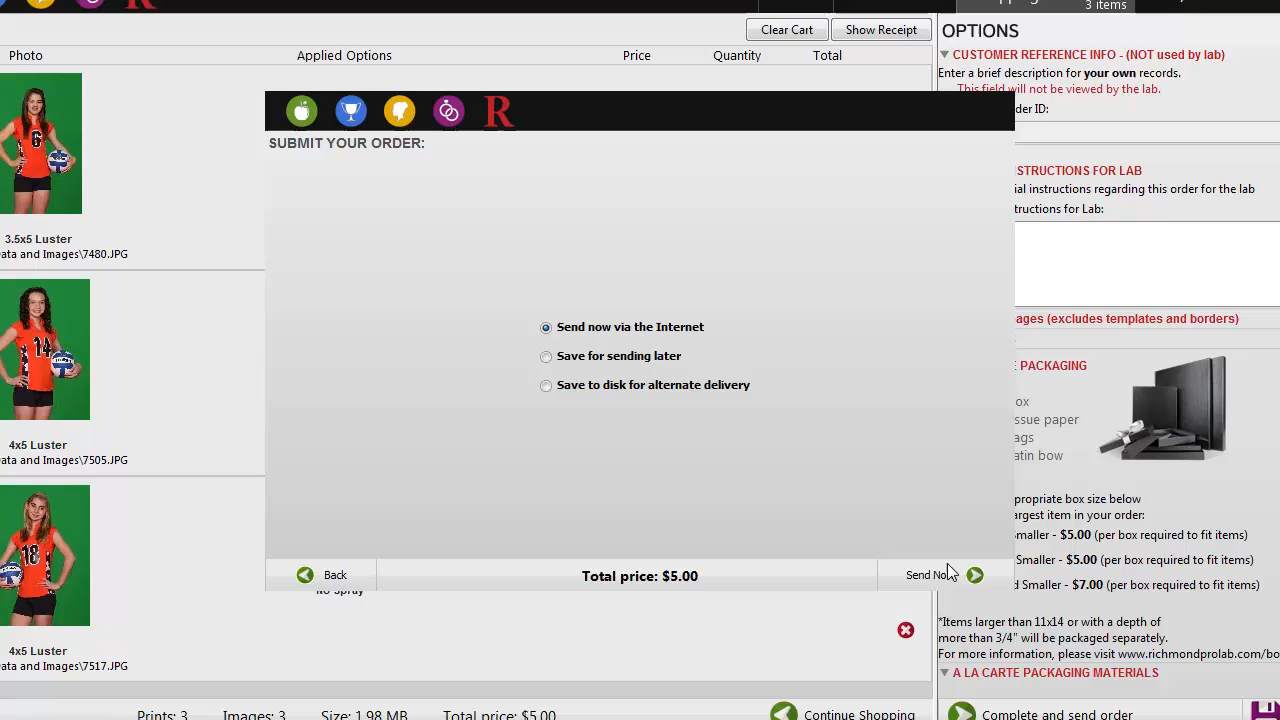 3 items
Clear Cart
Show Receipt
OPTIONS
Photo
Applied Options
Price
Quantity
Total
CUSTOMER REFERENCE INFO - (NOT used by lab)
Enter a brief description for your own records.
This field will not be viewed by the lab.
der ID:
R
SUBMIT YOUR ORDER:
6
STRUCTIONS FOR LAB
ial instructions regarding this order for the lab
tructions for Lab:
3.5x5 Luster
ata and Images\7480.JPG
14
Send now via the Internet
Save for sending later
Save to disk for alternate delivery
ages (excludes templates and borders)
E PACKAGING
ox
issue paper
ags
atin bow
4x5 Luster
ata and Images\7505.JPG
18
propriate box size below
argest item in your order:
Smaller - $5.00 (per box required to fit items)
Smaller - $5.00 (per box required to fit items)
d Smaller - $7.00 (per box required to fit items)
Back
Total price: $5.00
Send No
No Spray
*Items larger than 11x14 or with a depth of
more than 3/4" will be packaged separately.
For more information, please visit www.richmondprolab.com/bo
4x5 Luster
ata and Images\7517.JPG
A LA CARTE PACKAGING MATERIALS
Prints: 3
Images: 3
Size: 1.98 MB
Total price: $5.00
Continue Shopping
Complete and send order